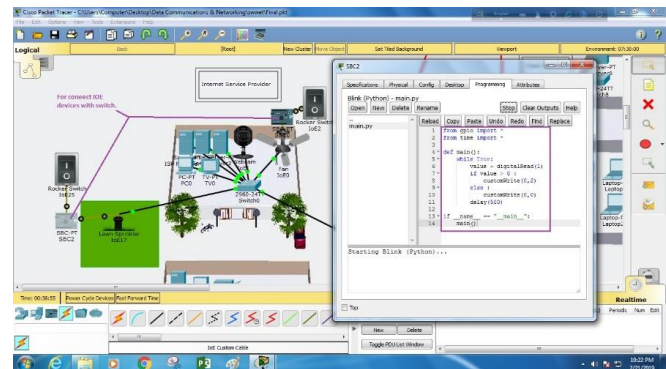 Cisco Packet Tracer - C:\Users\Computer\Desktop\Data Communications & Networking\sweet\Final.pkt
File Edit Options View Tools Extensions Help
Logical
Back
[Root]
New Cluster
Move Object
Set Tiled Background
Viewport
Environment: 07:30:00
For connect IOE
devices with switch.
Internet Service Provider
Rocker Switch
IoE2
Fan
IoE0
PC-PT
PC0
TV-PT
TV0
2960-24TT
Switch0
Rocker Switch
SBC-PT
SBC2
Lawn Sprinkler
IoE17
SBC2
Specifications
Physical
Config
Desktop
Programming
Attributes
Blink (Python) - main.py
Open
New
Delete
Rename
Stop
Clear Outputs
Help
main.py
Reload
Copy
Paste
Undo
Redo
Find
Replace
1 from gpio import *
2 from time import *
3
4 def main():
5 while True:
6 value = digitalRead(1)
7 if value > 0 :
8 customWrite(0,2)
9 else :
10 customWrite(0,0)
11 delay(500)
12
13 if __name__ == "__main__":
14 main()
Starting Blink (Python)...
Top
Time: 00:38:55
Power Cycle Devices
Fast Forward Time
Realtime
IoE Custom Cable
New
Delete
Toggle PDU List Window
Periodic
Num
Edit
10:22 PM
2/21/2019